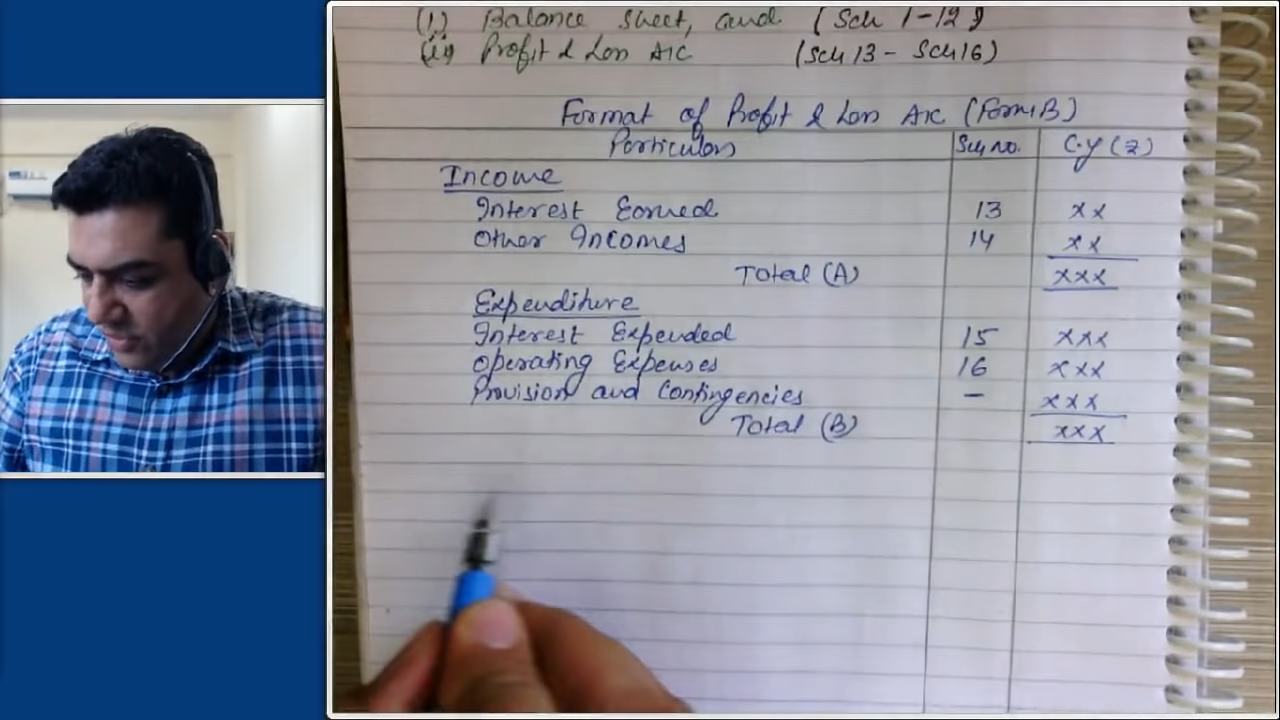 (i) Balance Sheet, and (Sch 1-12)
(ii) Profit & Loss A/C (Sch 13 - Sch 16)
Format of Profit & Loss A/C (Form B)
Particulars Sch no. C.Y (₹)
Income
Interest Earned 13 xx
Other Incomes 14 xx
Total (A) xxx
Expenditure
Interest Expended 15 xxx
Operating Expenses 16 xxx
Provision and Contingencies - xxx
Total (B) xxx